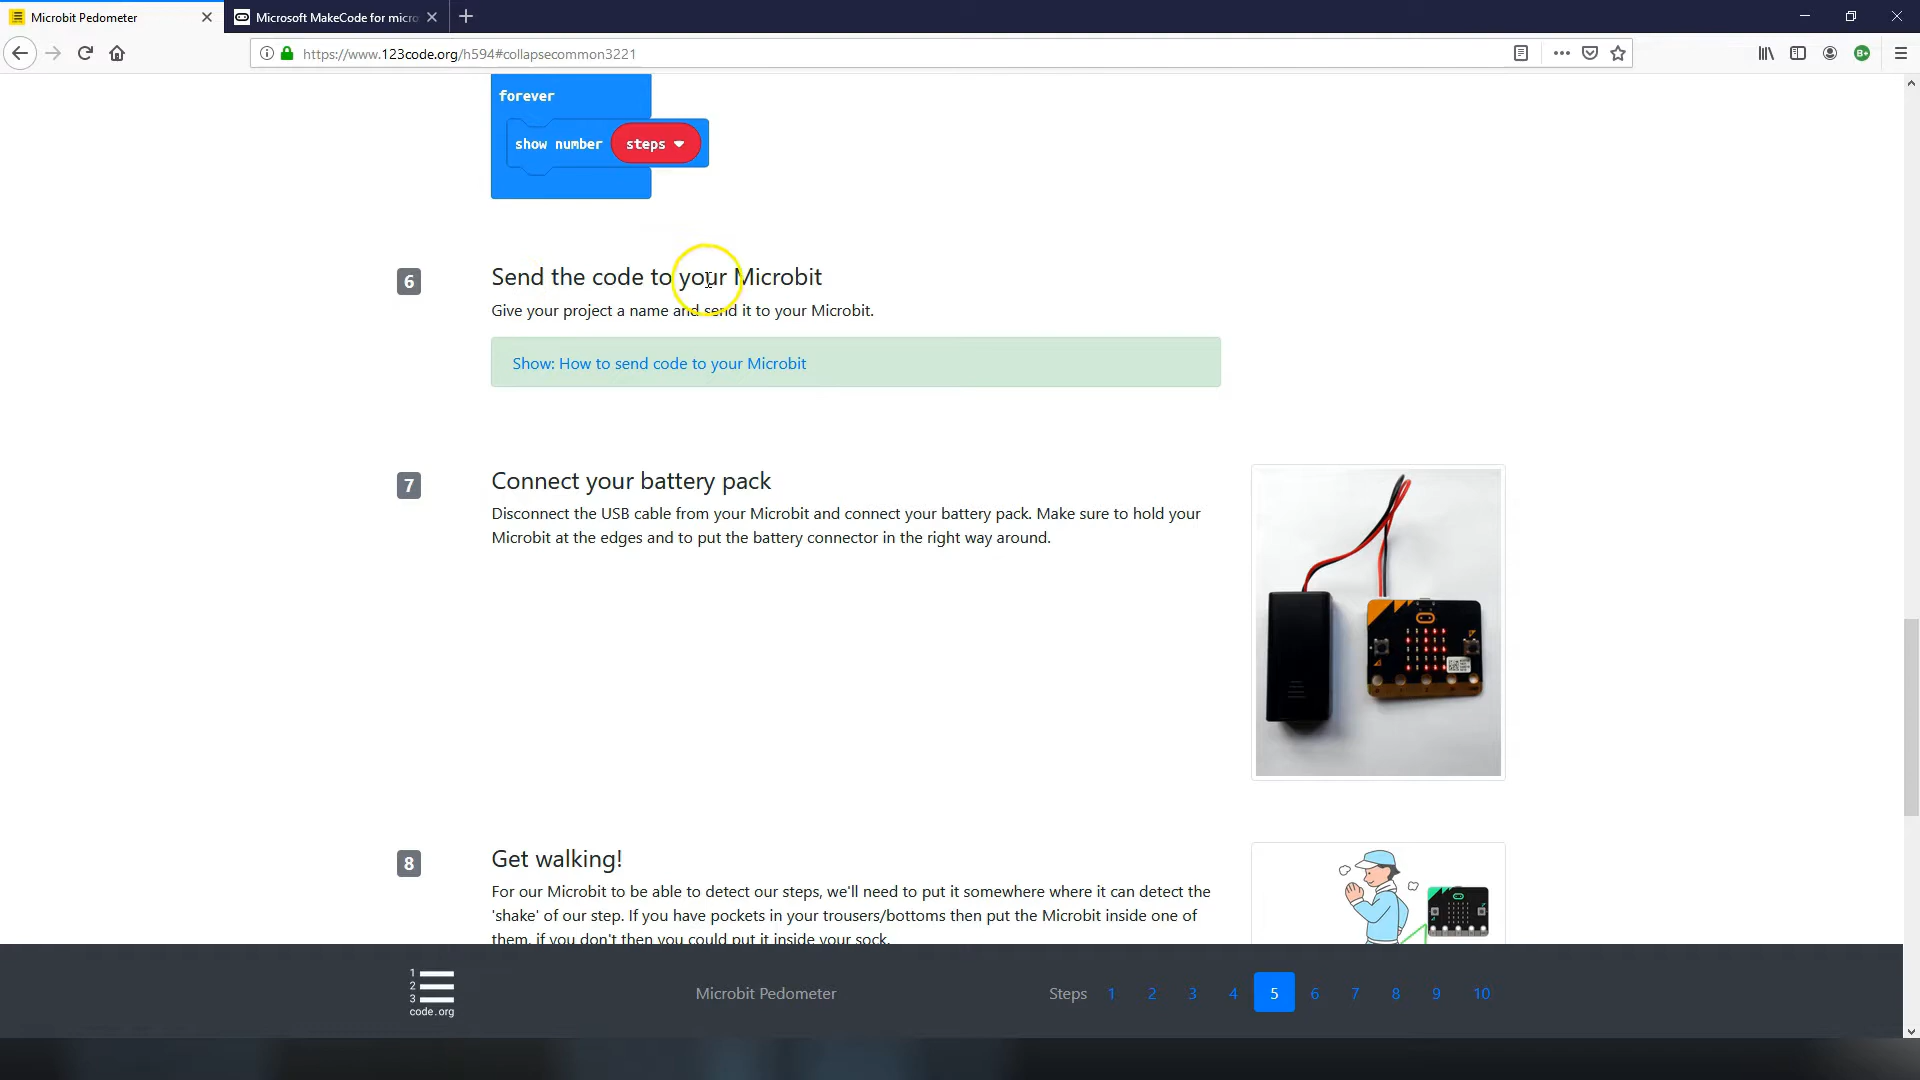 Microbit Pedometer
Microsoft MakeCode for micro
https://www.123code.org/h594#collapsecommon3221
forever
show number steps
6
Send the code to your Microbit
Give your project a name and send it to your Microbit.
Show: How to send code to your Microbit
7
Connect your battery pack
Disconnect the USB cable from your Microbit and connect your battery pack. Make sure to hold your
Microbit at the edges and to put the battery connector in the right way around.
8
Get walking!
For our Microbit to be able to detect our steps, we'll need to put it somewhere where it can detect the
'shake' of our step. If you have pockets in your trousers/bottoms then put the Microbit inside one of
them, if you don't then you could put it inside your sock.
1
2
3
code.org
Microbit Pedometer
Steps 1 2 3 4 5 6 7 8 9 10